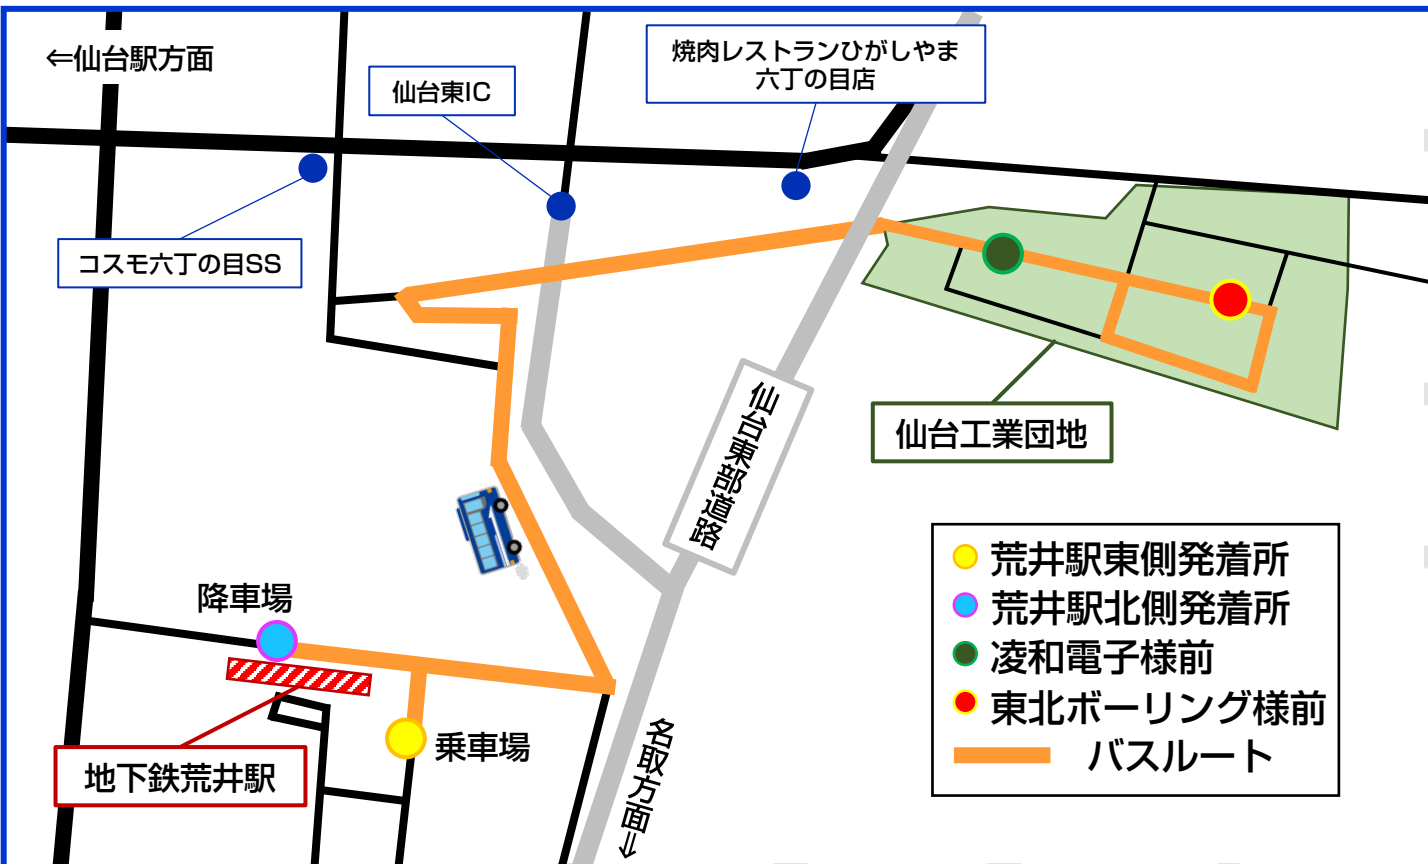 ⇐仙台駅方面
仙台東IC
焼肉レストランひがしやま
六丁の目店
コスモ六丁の目SS
仙台東部道路
仙台工業団地
降車場
乗車場
地下鉄荒井駅
名取方面⇒
荒井駅東側発着所
荒井駅北側発着所
凌和電子様前
東北ボーリング様前
バスルート